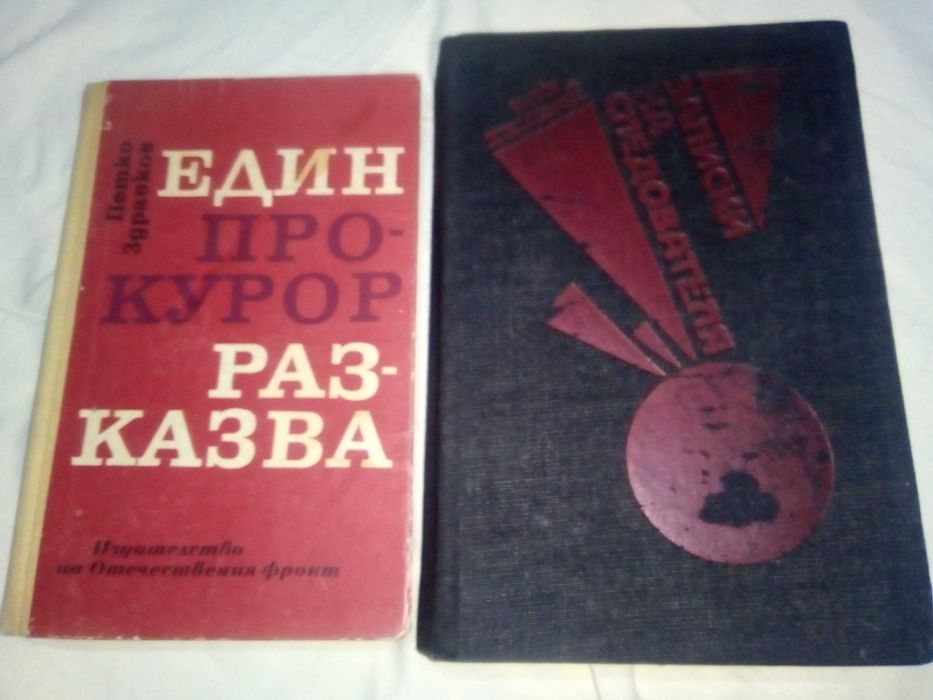 Петко
Здравков
ЕДИН
ПРО-
КУРОР
РАЗ-
КАЗВА
Издателство
на Отечествения фронт
ЗАПИСКИ
НА
СЛЕДОВАТЕЛЯ